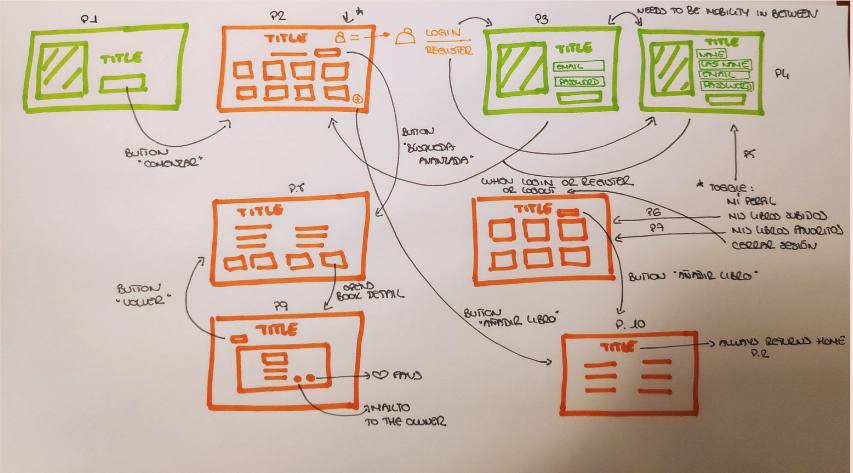 P.1
TITLE
BUTTON
"COMENZAR"
P2
*
TITLE
LOGIN
REGISTER
P3
TITLE
EMAIL
PASSWORD
NEEDS TO BE MOBILITY IN BETWEEN
TITLE
NAME
LAST NAME
EMAIL
PASSWORD
P4
BUTTON
"BÚSQUEDA
AVANZADA"
P5
* TOGGLE:
MI PERFIL
MIS LIBROS SUBIDOS
MIS LIBROS FAVORITOS
CERRAR SESIÓN
P6
P7
WHEN LOGIN OR REGISTER
OR LOGOUT
TITLE
P.8
TITLE
BUTTON
"VOLVER"
OPENS
BOOK DETAIL
P9
TITLE
FAVS
MAILTO
TO THE OWNER
BUTTON
"AÑADIR LIBRO"
BUTTON "AÑADIR LIBRO"
P. 10
TITLE
ALWAYS RETURNS HOME
P.2